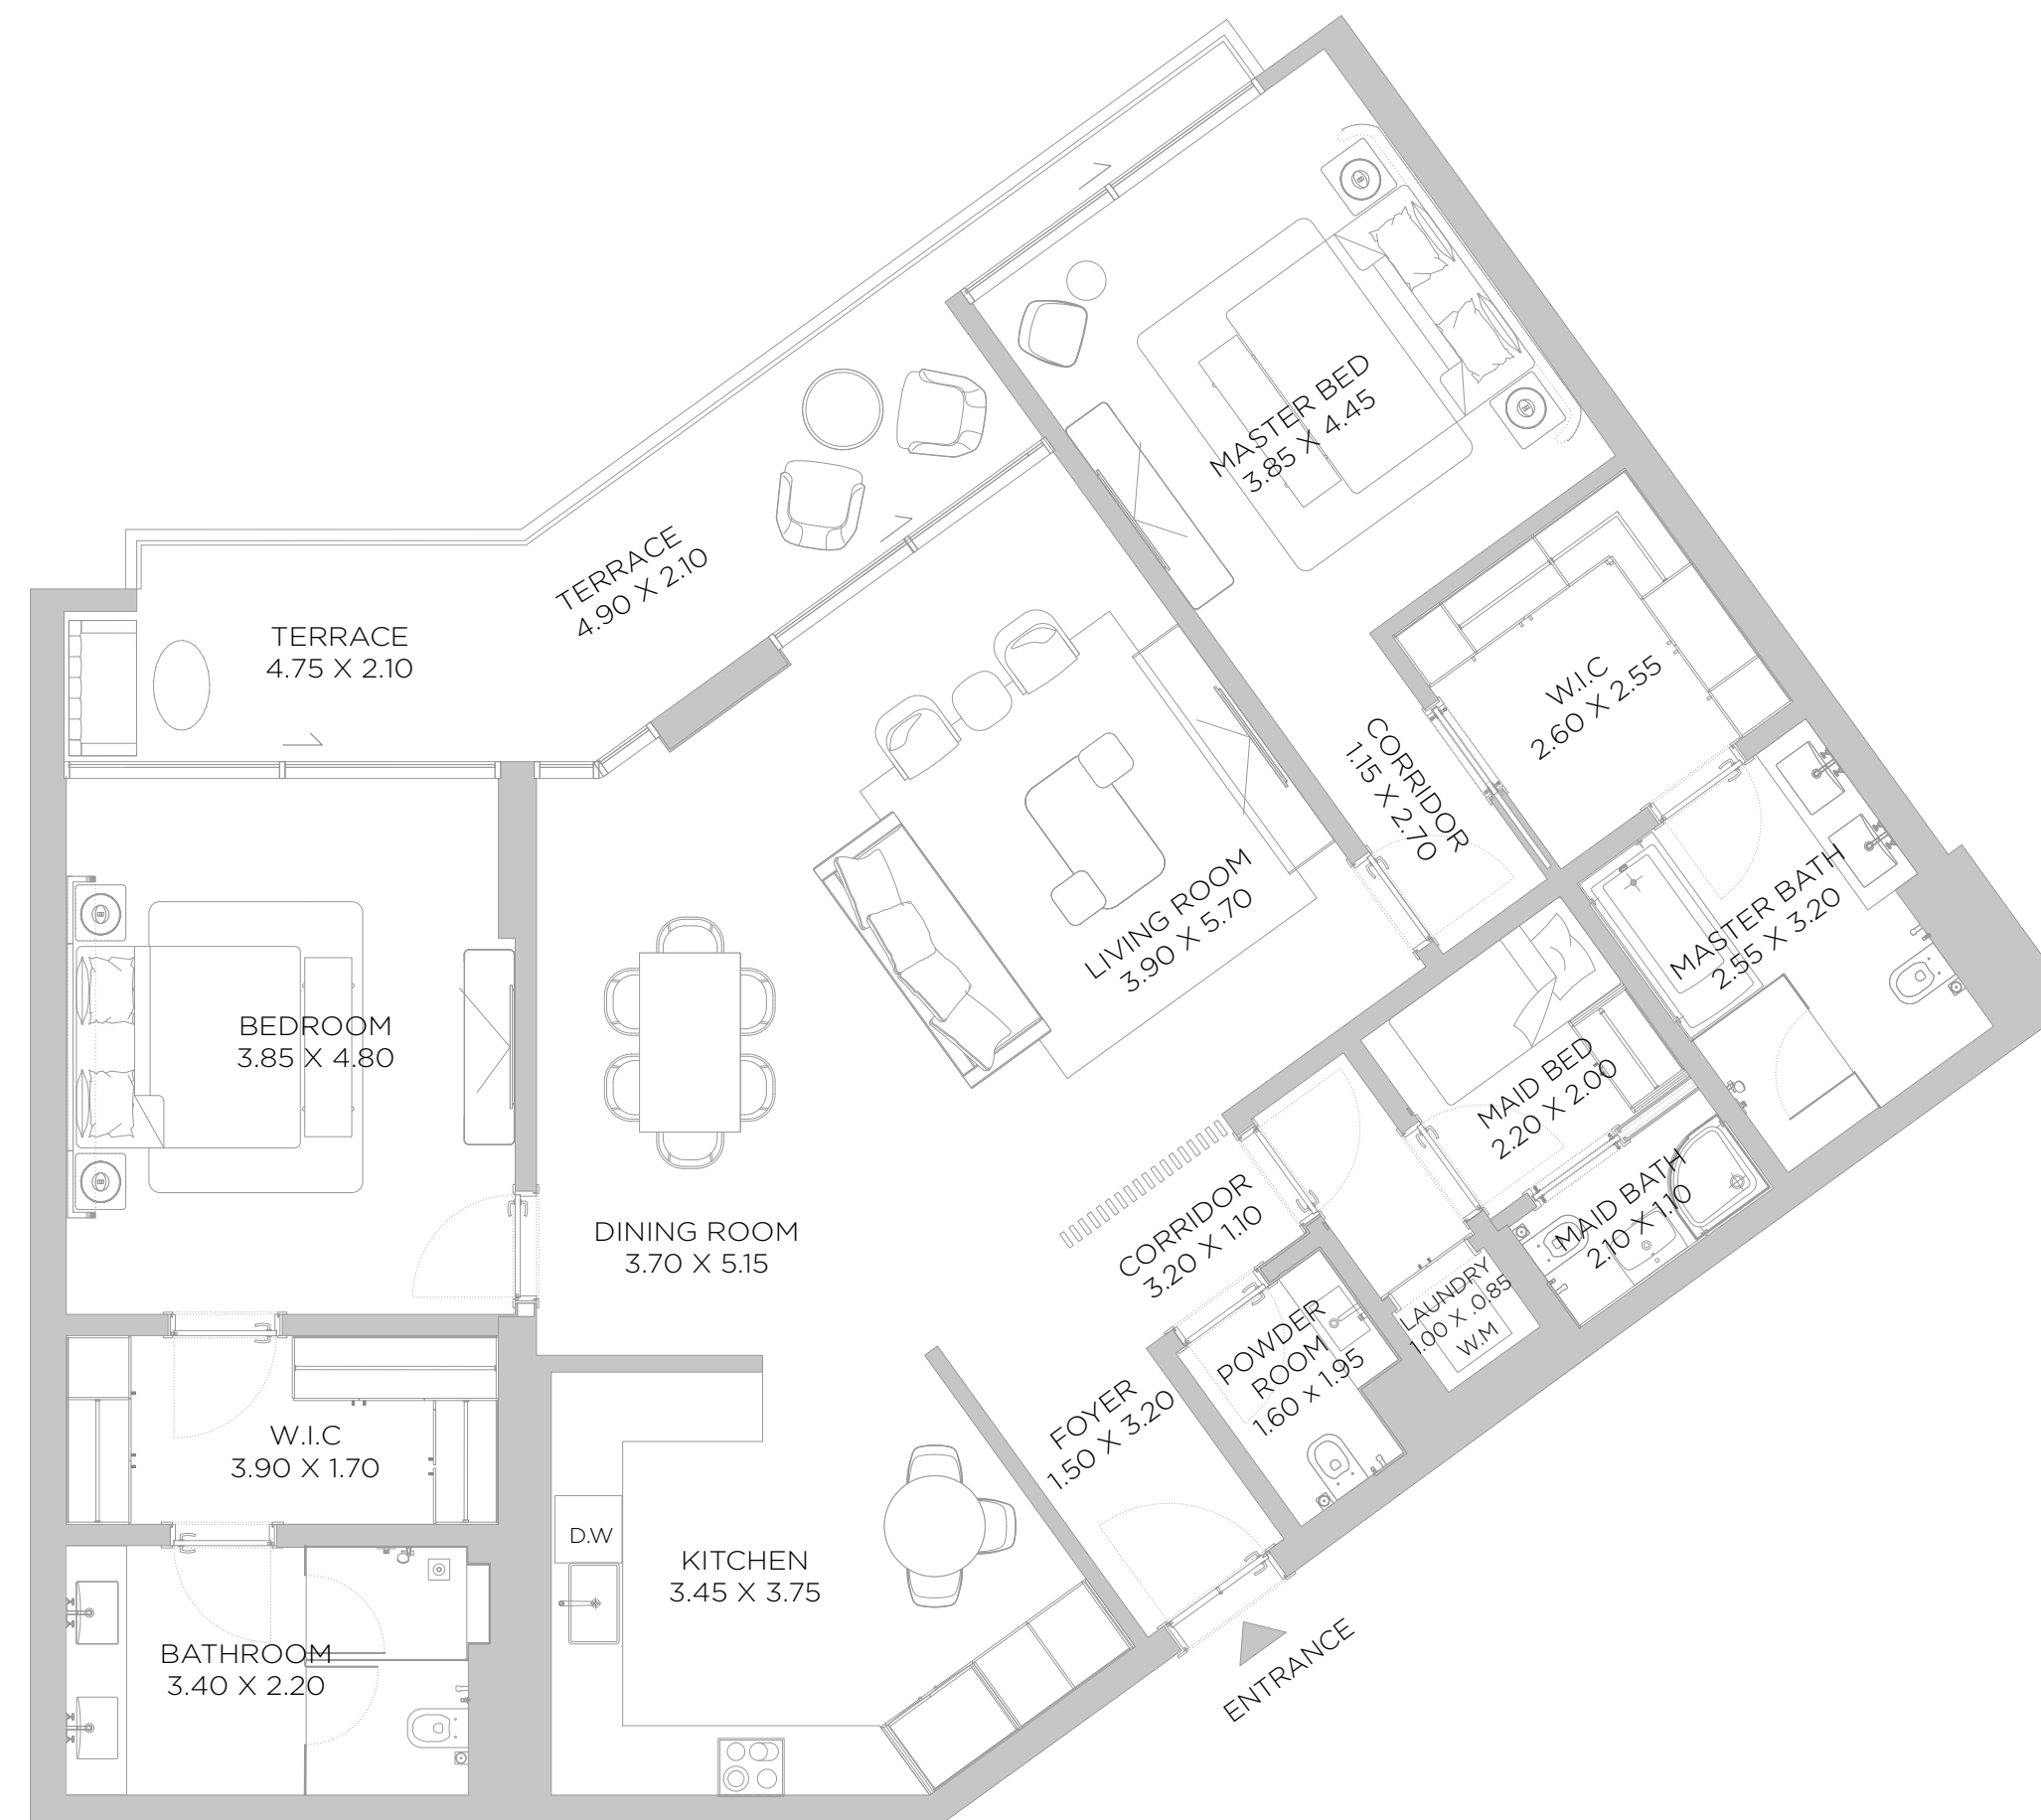 MASTER BED
3.85 X 4.45
TERRACE
4.90 X 2.10
TERRACE
4.75 X 2.10
W.I.C
2.60 X 2.55
CORRIDOR
1.15 X 2.70
LIVING ROOM
3.90 X 5.70
MASTER BATH
2.55 X 3.20
BEDROOM
3.85 X 4.80
MAID BED
2.20 X 2.00
MAID BATH
2.10 X 1.10
DINING ROOM
3.70 X 5.15
CORRIDOR
3.20 X 1.10
LAUNDRY
1.00 X .0.85
W.M
POWDER
ROOM
1.60 X 1.95
FOYER
1.50 X 3.20
W.I.C
3.90 X 1.70
D.W
KITCHEN
3.45 X 3.75
BATHROOM
3.40 X 2.20
ENTRANCE